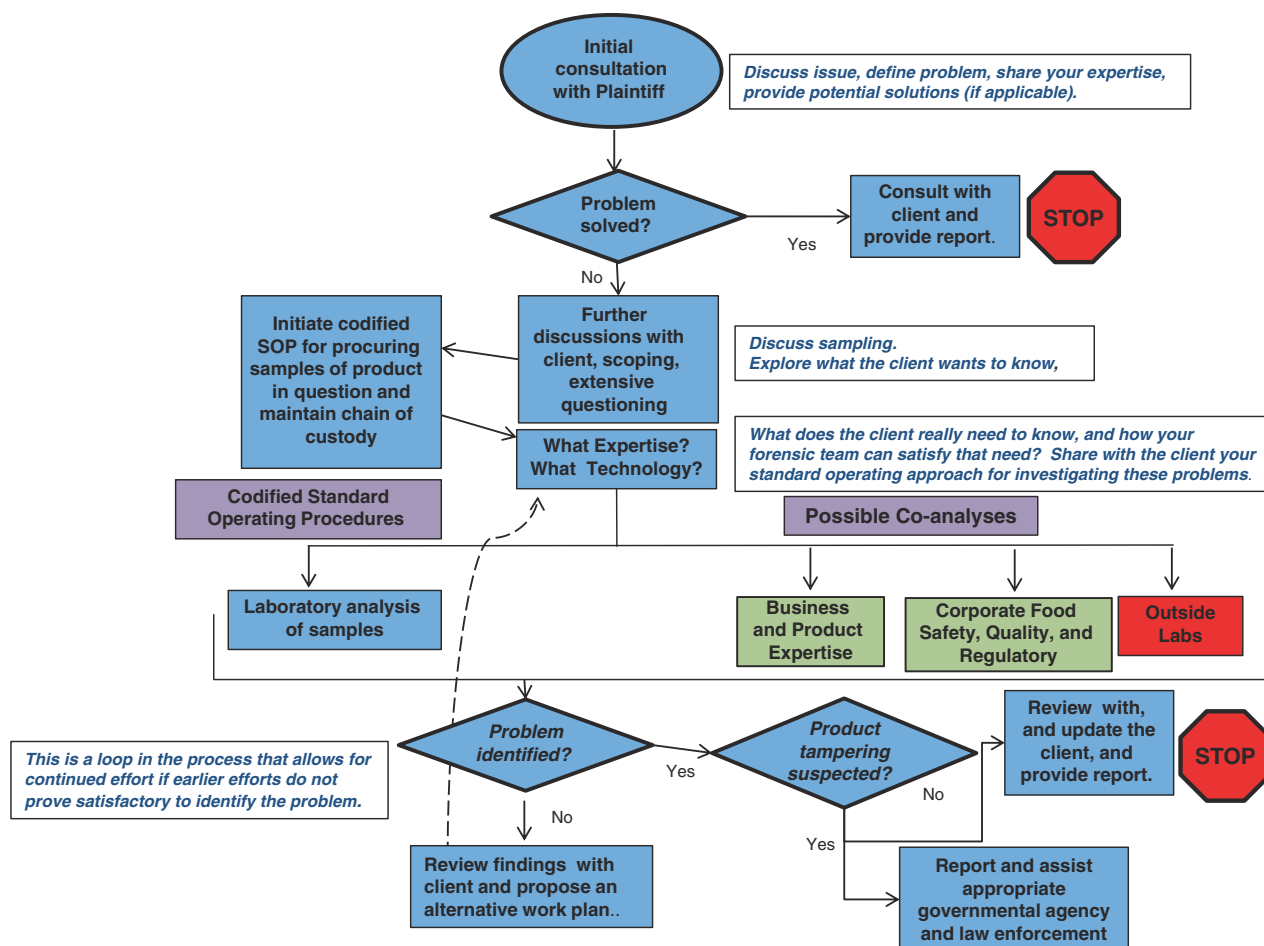 Initial
consultation
with Plaintiff
Discuss issue, define problem, share your expertise,
provide potential solutions (if applicable).
Problem
solved?
Yes
Consult with
client and
provide report.
STOP
No
Initiate codified
SOP for procuring
samples of product
in question and
maintain chain of
custody
Further
discussions with
client, scoping,
extensive
questioning
Discuss sampling.
Explore what the client wants to know,
What Expertise?
What Technology?
What does the client really need to know, and how your
forensic team can satisfy that need? Share with the client your
standard operating approach for investigating these problems.
Codified Standard
Operating Procedures
Possible Co-analyses
Laboratory analysis
of samples
Business
and Product
Expertise
Corporate Food
Safety, Quality, and
Regulatory
Outside
Labs
Problem
identified?
Yes
Product
tampering
suspected?
No
Review with,
and update the
client, and
provide report.
STOP
This is a loop in the process that allows for
continued effort if earlier efforts do not
prove satisfactory to identify the problem.
No
Yes
Review findings with
client and propose an
alternative work plan..
Report and assist
appropriate
governmental agency
and law enforcement